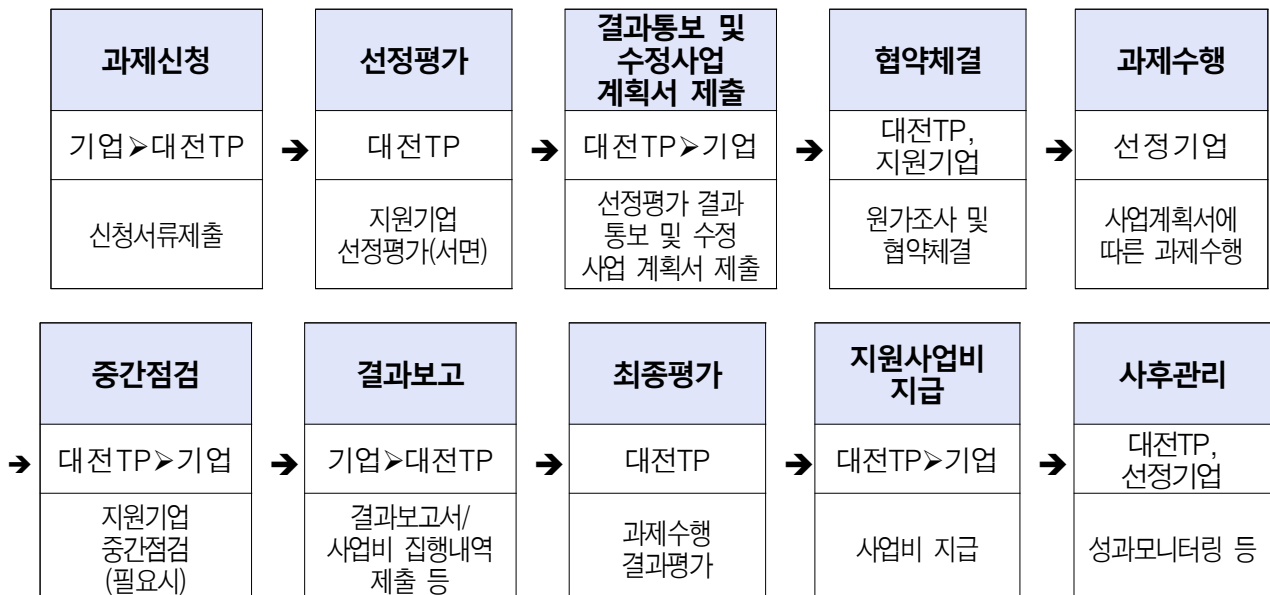 과제신청
기업➢대전TP
신청서류제출
➔
선정평가
대전TP
지원기업
선정평가(서면)
➔
결과통보 및
수정사업
계획서 제출
대전TP➢기업
선정평가 결과
통보 및 수정
사업 계획서 제출
➔
협약체결
대전TP,
지원기업
원가조사 및
협약체결
➔
과제수행
선정기업
사업계획서에
따른 과제수행
➔
중간점검
대전TP➢기업
지원기업
중간점검
(필요시)
➔
결과보고
기업➢대전TP
결과보고서/
사업비 집행내역
제출 등
➔
최종평가
대전TP
과제수행
결과평가
➔
지원사업비
지급
대전TP➢기업
사업비 지급
➔
사후관리
대전TP,
선정기업
성과모니터링 등